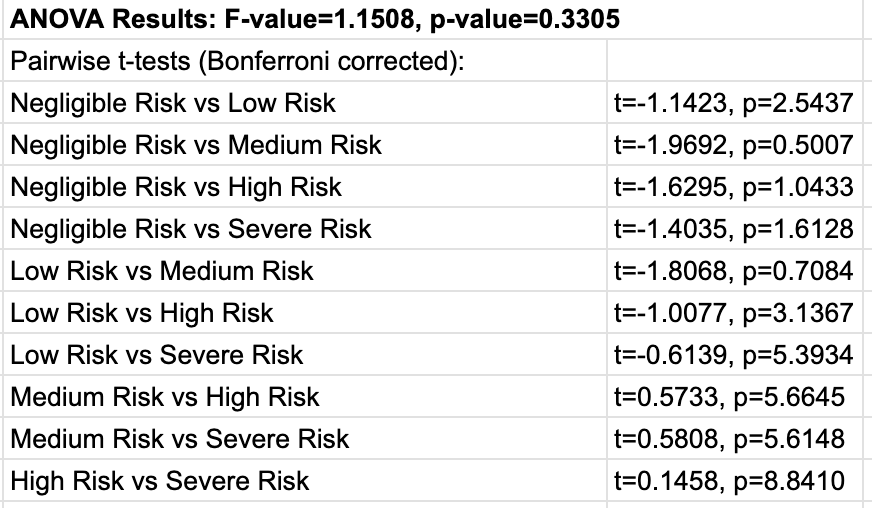 ANOVA Results: F-value=1.1508, p-value=0.3305
Pairwise t-tests (Bonferroni corrected):
Negligible Risk vs Low Risk t=-1.1423, p=2.5437
Negligible Risk vs Medium Risk t=-1.9692, p=0.5007
Negligible Risk vs High Risk t=-1.6295, p=1.0433
Negligible Risk vs Severe Risk t=-1.4035, p=1.6128
Low Risk vs Medium Risk t=-1.8068, p=0.7084
Low Risk vs High Risk t=-1.0077, p=3.1367
Low Risk vs Severe Risk t=-0.6139, p=5.3934
Medium Risk vs High Risk t=0.5733, p=5.6645
Medium Risk vs Severe Risk t=0.5808, p=5.6148
High Risk vs Severe Risk t=0.1458, p=8.8410